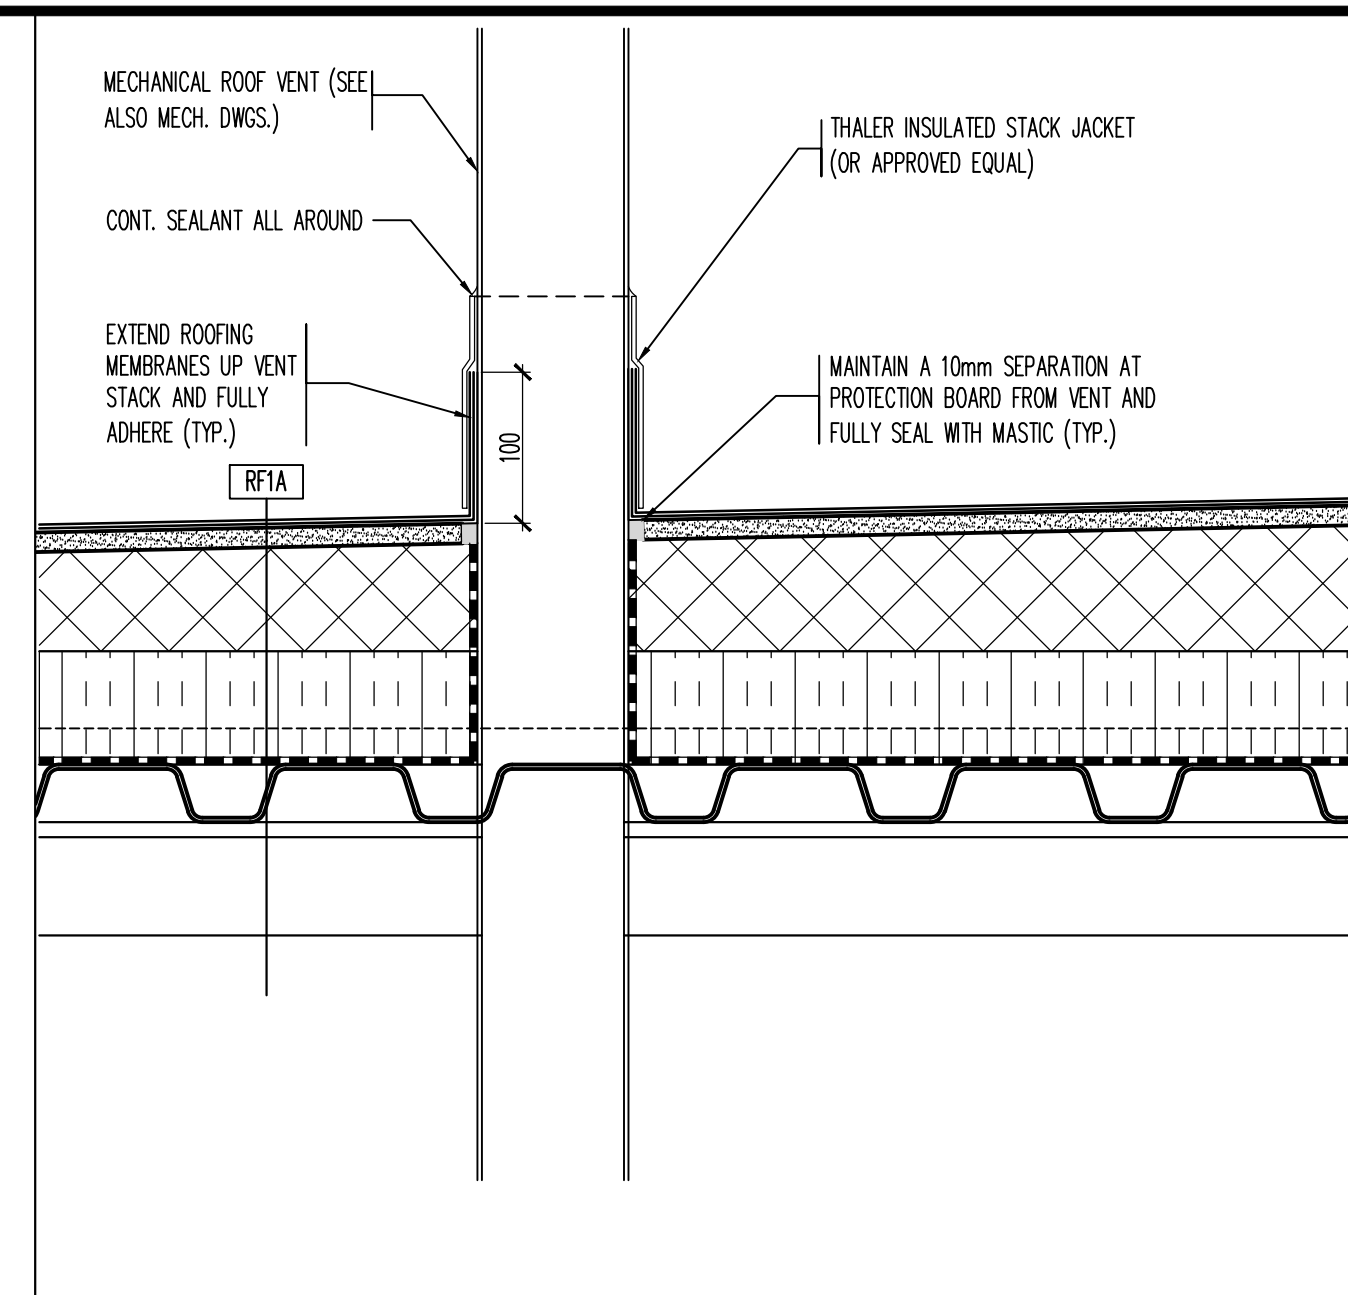 MECHANICAL ROOF VENT (SEE
ALSO MECH. DWGS.)
THALER INSULATED STACK JACKET
(OR APPROVED EQUAL)
CONT. SEALANT ALL AROUND
EXTEND ROOFING
MEMBRANES UP VENT
STACK AND FULLY
ADHERE (TYP.)
MAINTAIN A 10mm SEPARATION AT
PROTECTION BOARD FROM VENT AND
FULLY SEAL WITH MASTIC (TYP.)
100
RF1A